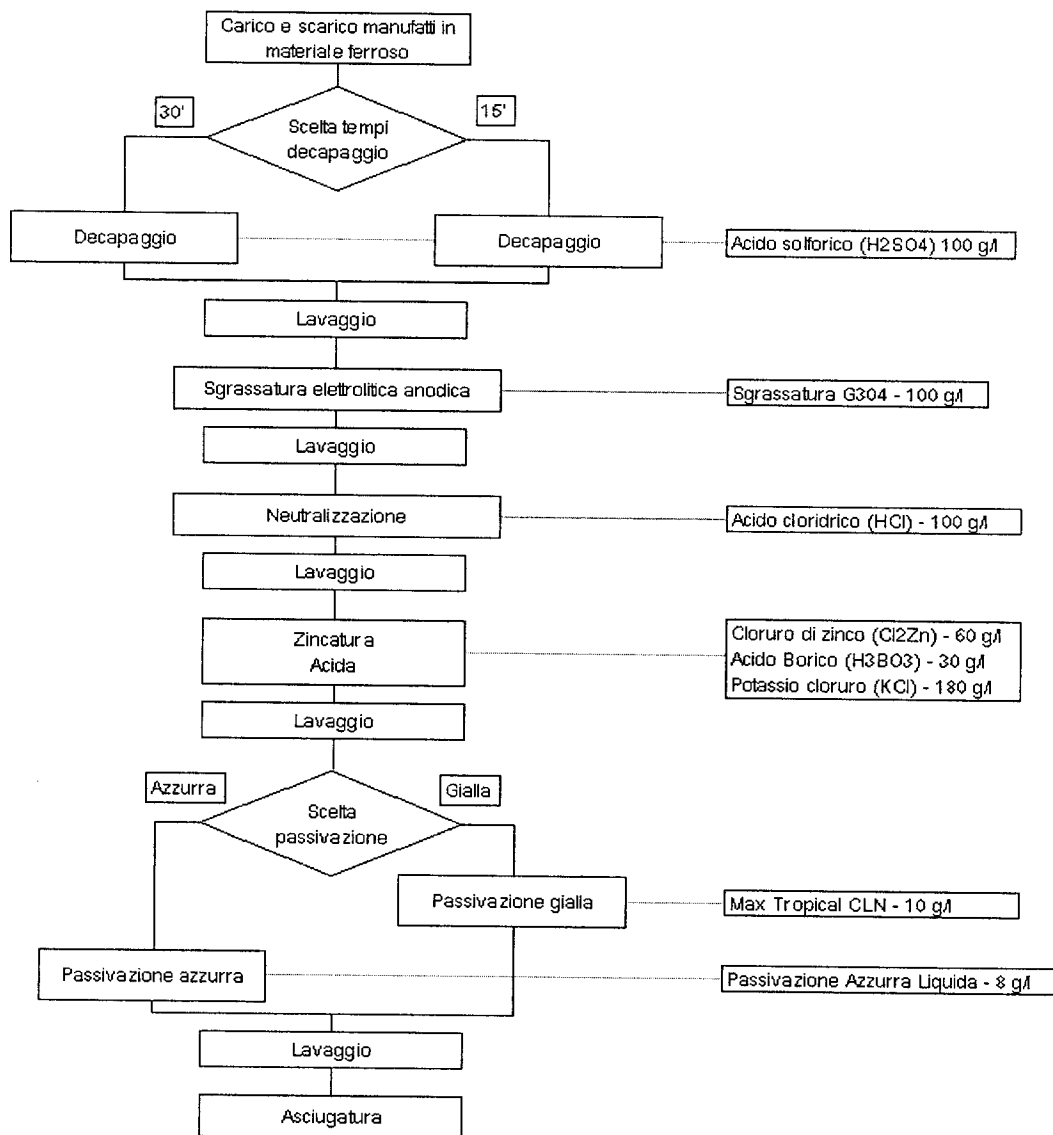 Carico e scarico manufatti in
materiale ferroso
30'
15'
Scelta tempi
decapaggio
Decapaggio
Decapaggio
Acido solforico (H2SO4) 100 g/l
Lavaggio
Sgrassatura elettrolitica anodica
Sgrassatura G304 - 100 g/l
Lavaggio
Neutralizzazione
Acido cloridrico (HCl) - 100 g/l
Lavaggio
Zincatura
Acida
Cloruro di zinco (Cl2Zn) - 60 g/l
Acido Borico (H3BO3) - 30 g/l
Potassio cloruro (KCl) - 180 g/l
Lavaggio
Azzurra
Gialla
Scelta
passivazione
Passivazione gialla
Max Tropical CLN - 10 g/l
Passivazione azzurra
Passivazione Azzurra Liquida - 8 g/l
Lavaggio
Asciugatura